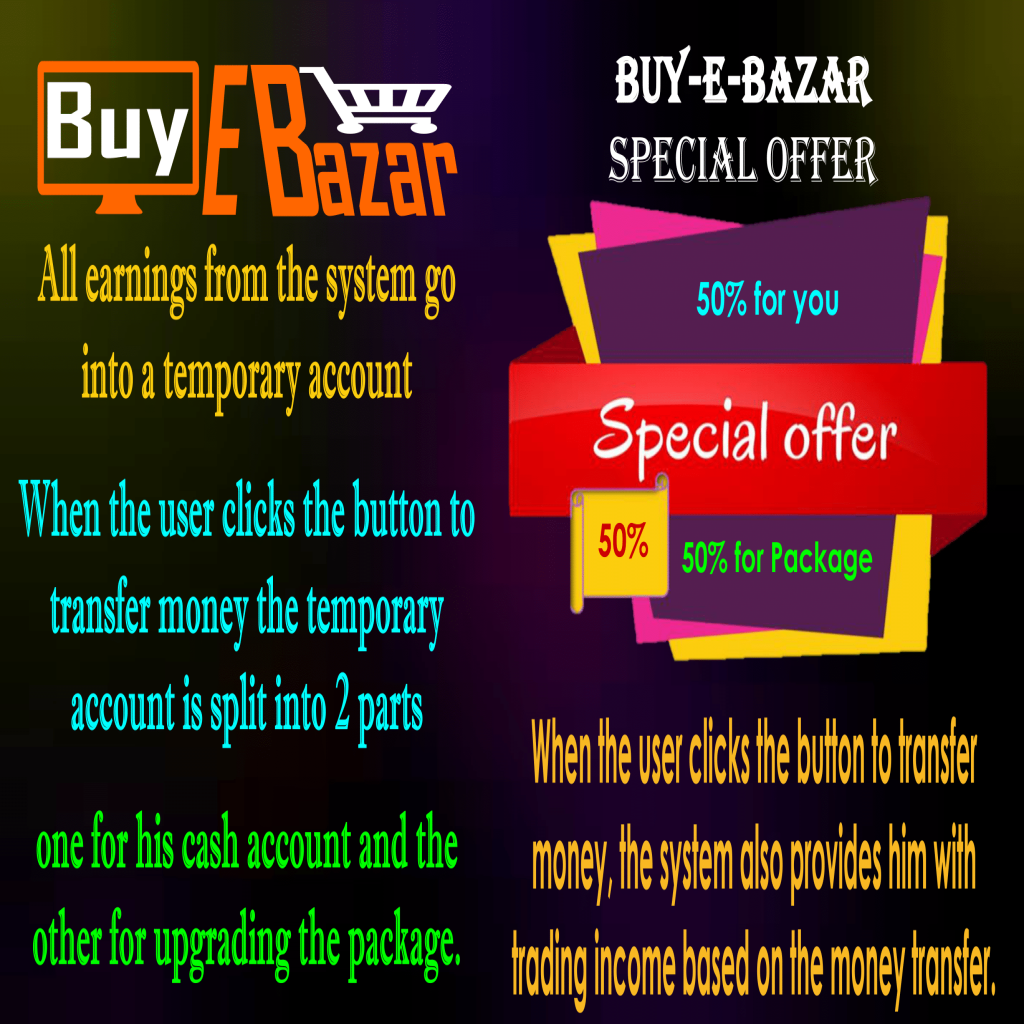 Buy E Bazar
All earnings from the system go
into a temporary account
When the user clicks the button to
transfer money the temporary
account is split into 2 parts
one for his cash account and the
other for upgrading the package.
BUY-E-BAZAR
SPECIAL OFFER
50% for you
Special offer
50%
50% for Package
When the user clicks the button to transfer
money, the system also provides him with
trading income based on the money transfer.